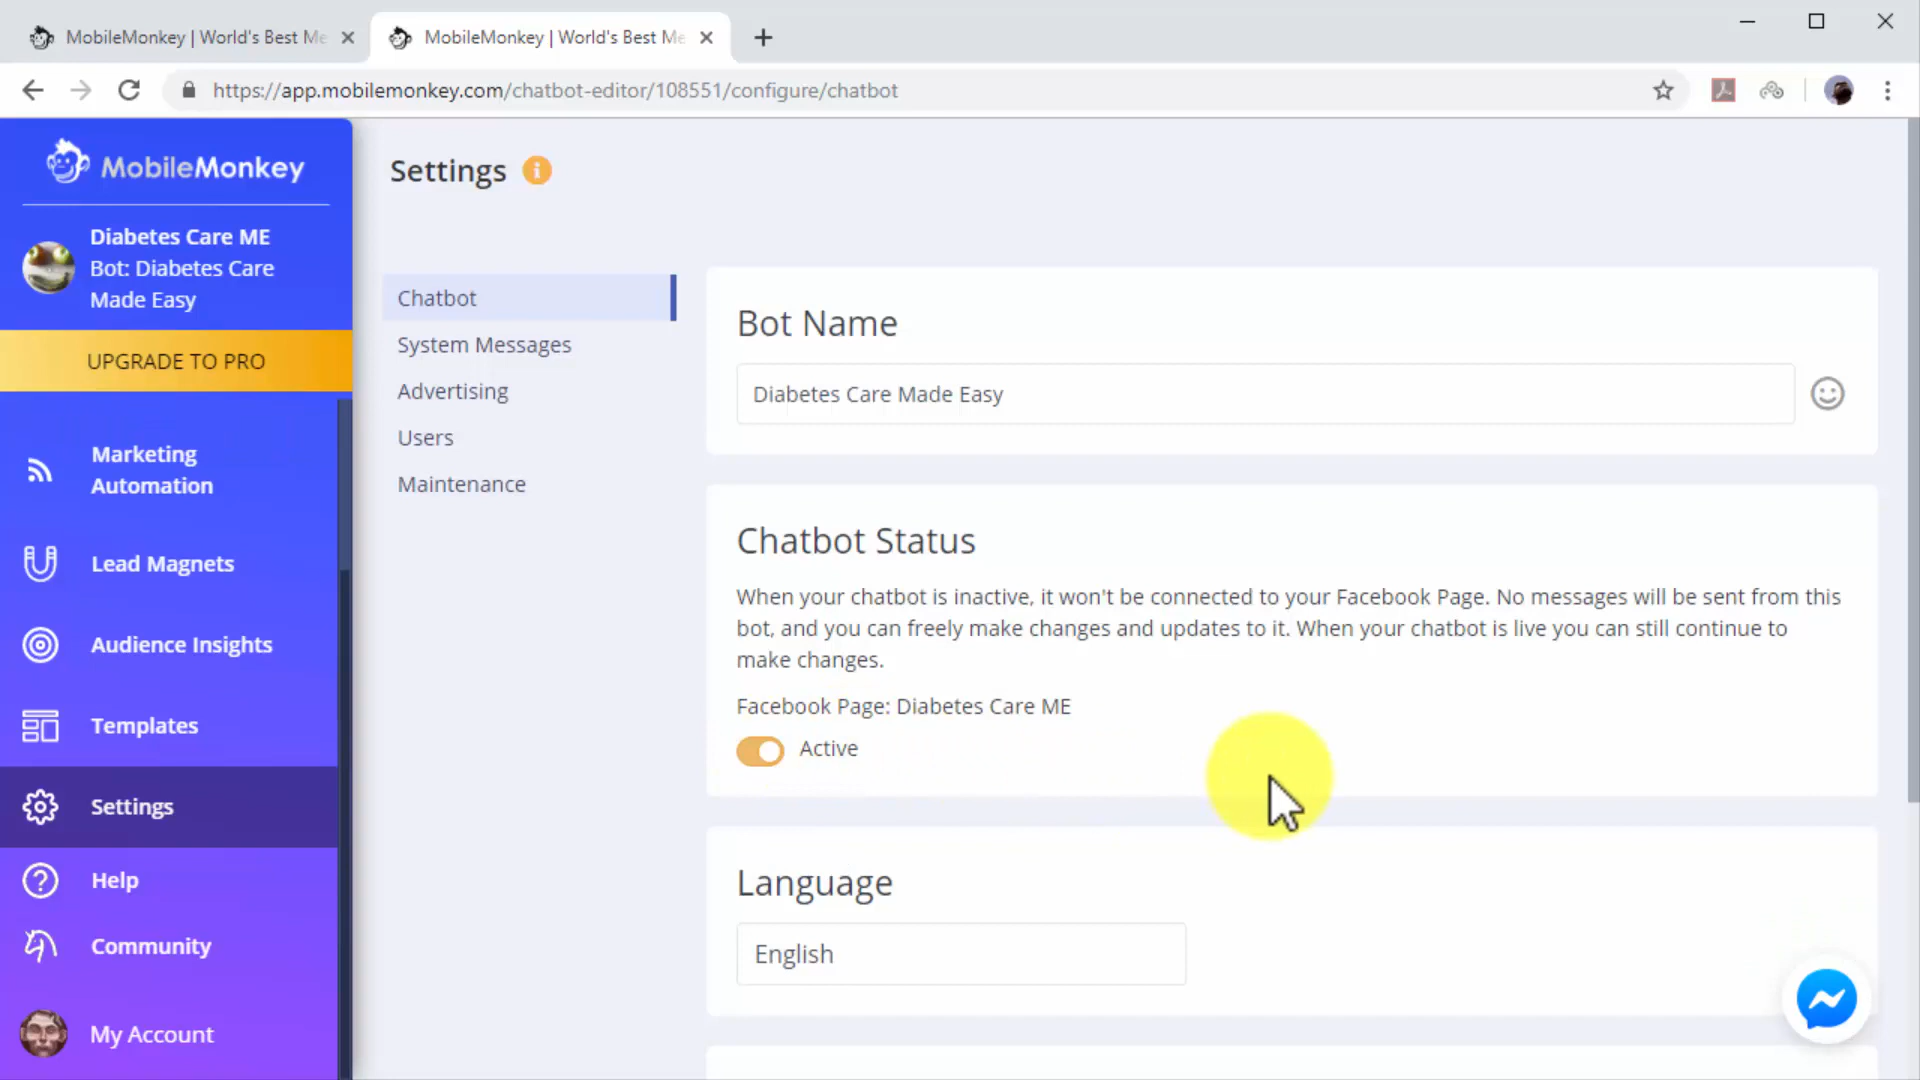 MobileMonkey | World's Best Me
MobileMonkey | World's Best Me
https://app.mobilemonkey.com/chatbot-editor/108551/configure/chatbot
MobileMonkey
Diabetes Care ME
Bot: Diabetes Care
Made Easy
UPGRADE TO PRO
Marketing
Automation
Lead Magnets
Audience Insights
Templates
Settings
Help
Community
My Account
Settings
Chatbot
System Messages
Advertising
Users
Maintenance
Bot Name
Diabetes Care Made Easy
Chatbot Status
When your chatbot is inactive, it won't be connected to your Facebook Page. No messages will be sent from this
bot, and you can freely make changes and updates to it. When your chatbot is live you can still continue to
make changes.
Facebook Page: Diabetes Care ME
Active
Language
English